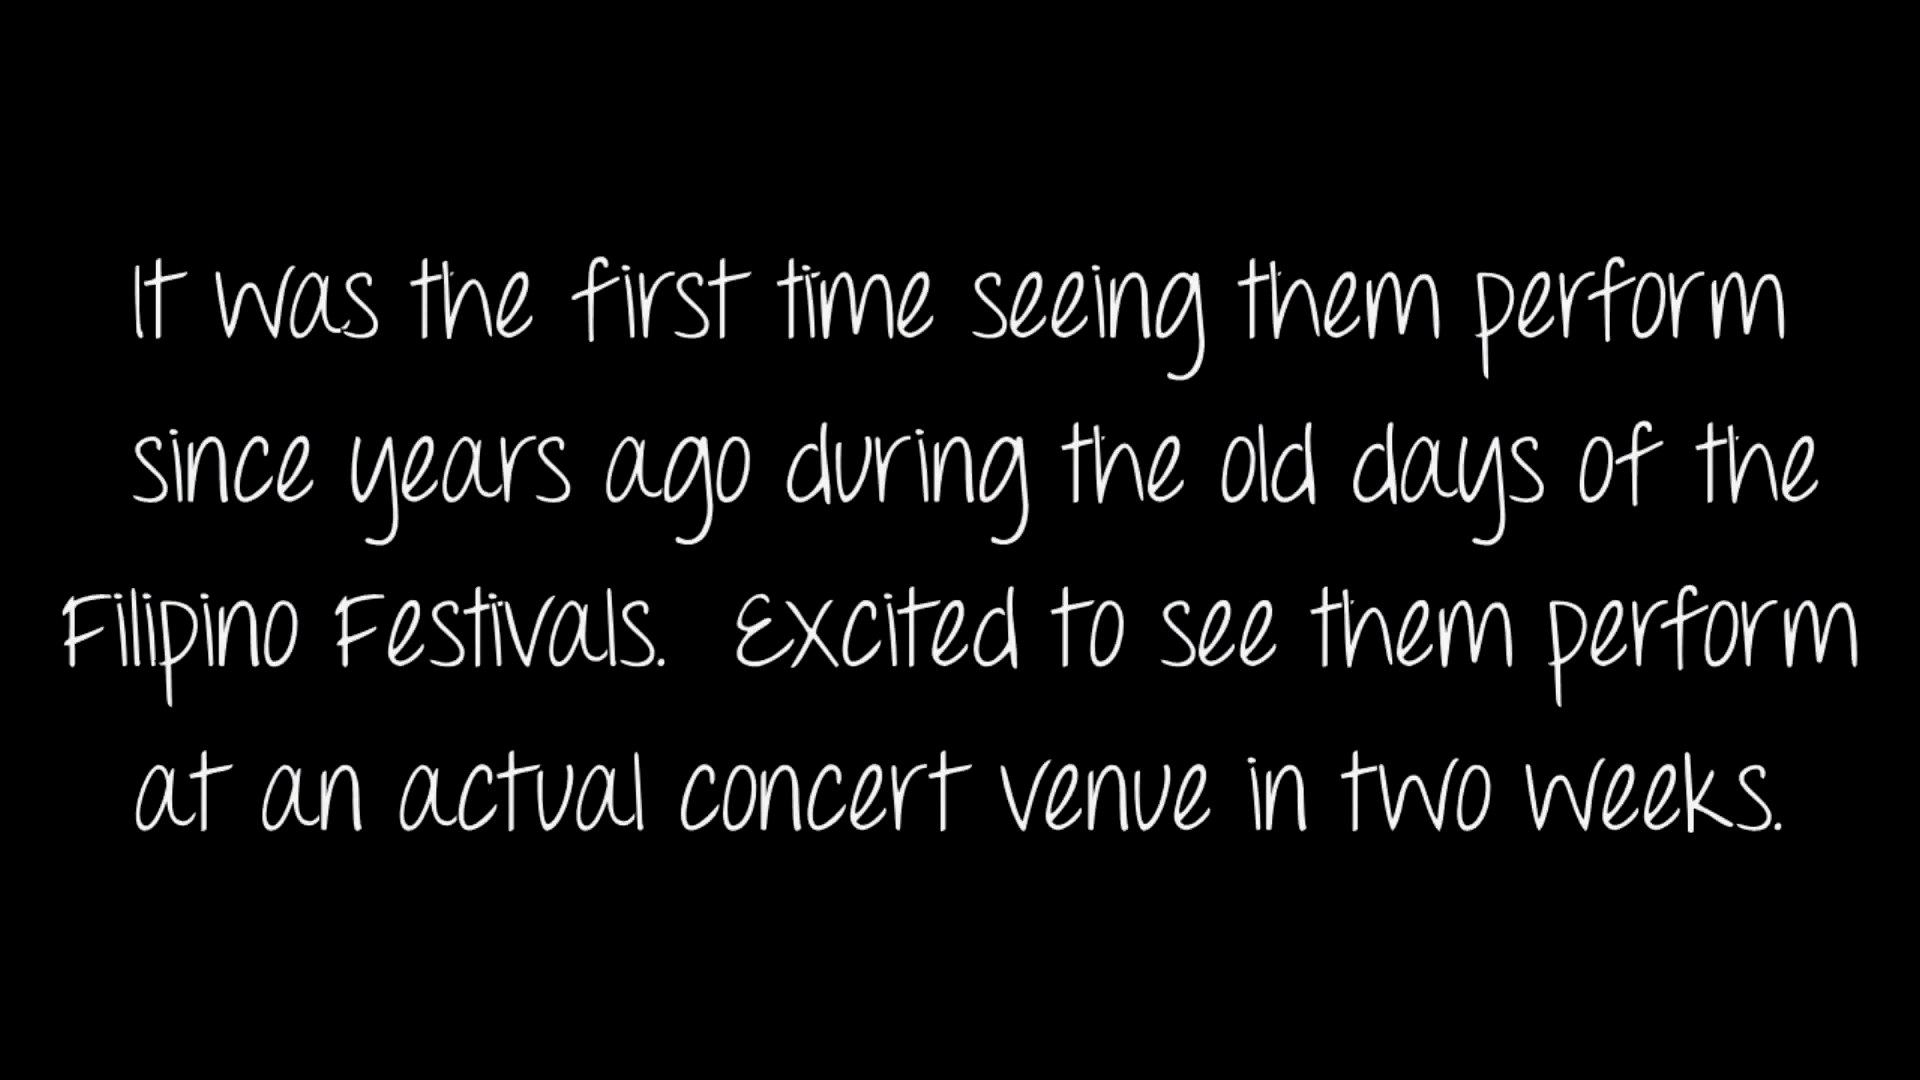 It was the first time seeing them perform
since years ago during the old days of the
Filipino Festivals.  Excited to see them perform
at an actual concert venue in two weeks.